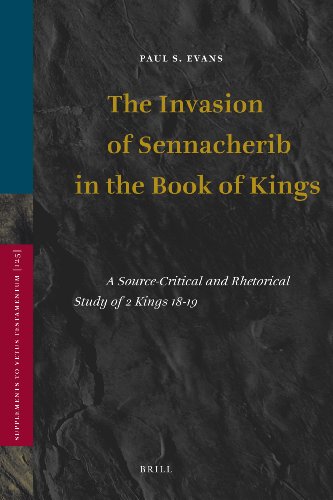 PAUL S. EVANS
The Invasion
of Sennacherib
in the Book of Kings
A Source-Critical and Rhetorical
Study of 2 Kings 18-19
SUPPLEMENTS TO VETUS TESTAMENTUM [125]
BRILL